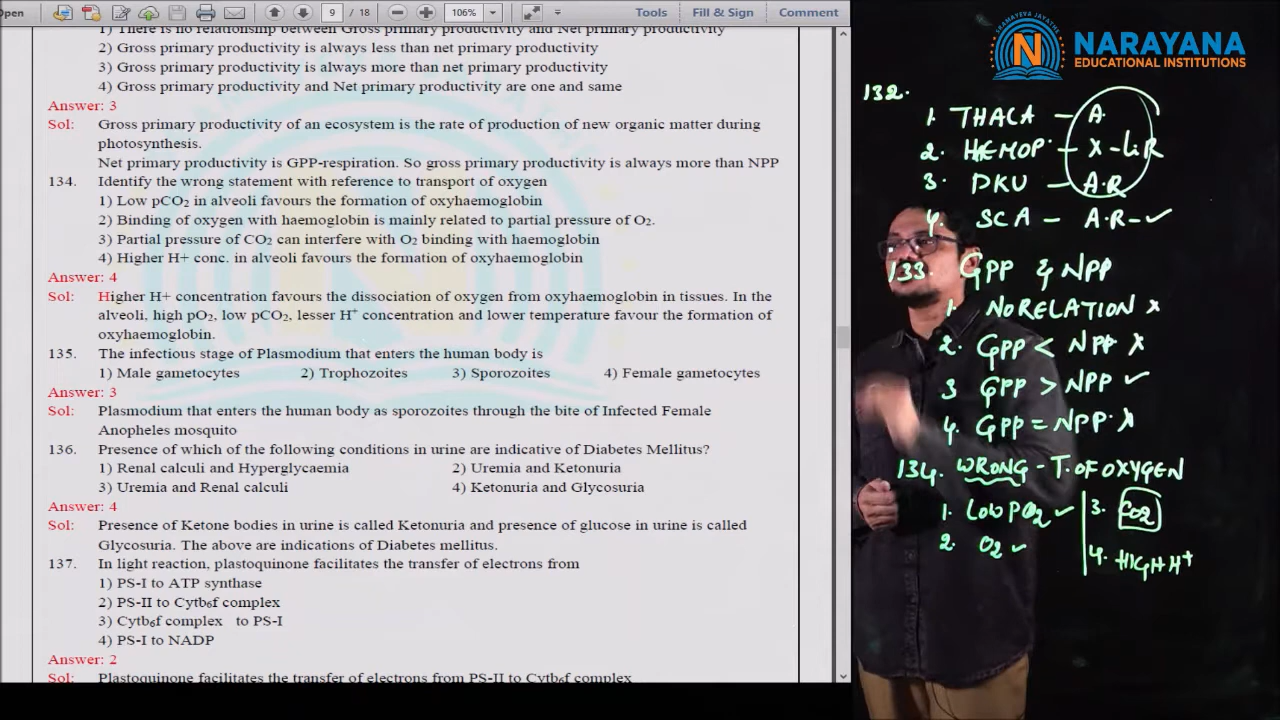 Open
9 / 18
106%
Tools Fill & Sign Comment
1) There is no relationship between Gross primary productivity and Net primary productivity
2) Gross primary productivity is always less than net primary productivity
3) Gross primary productivity is always more than net primary productivity
4) Gross primary productivity and Net primary productivity are one and same
Answer: 3
Sol: Gross primary productivity of an ecosystem is the rate of production of new organic matter during
photosynthesis.
Net primary productivity is GPP-respiration. So gross primary productivity is always more than NPP
134. Identify the wrong statement with reference to transport of oxygen
1) Low pCO2 in alveoli favours the formation of oxyhaemoglobin
2) Binding of oxygen with haemoglobin is mainly related to partial pressure of O2.
3) Partial pressure of CO2 can interfere with O2 binding with haemoglobin
4) Higher H+ conc. in alveoli favours the formation of oxyhaemoglobin
Answer: 4
Sol: Higher H+ concentration favours the dissociation of oxygen from oxyhaemoglobin in tissues. In the
alveoli, high pO2, low pCO2, lesser H+ concentration and lower temperature favour the formation of
oxyhaemoglobin.
135. The infectious stage of Plasmodium that enters the human body is
1) Male gametocytes 2) Trophozoites 3) Sporozoites 4) Female gametocytes
Answer: 3
Sol: Plasmodium that enters the human body as sporozoites through the bite of Infected Female
Anopheles mosquito
136. Presence of which of the following conditions in urine are indicative of Diabetes Mellitus?
1) Renal calculi and Hyperglycaemia 2) Uremia and Ketonuria
3) Uremia and Renal calculi 4) Ketonuria and Glycosuria
Answer: 4
Sol: Presence of Ketone bodies in urine is called Ketonuria and presence of glucose in urine is called
Glycosuria. The above are indications of Diabetes mellitus.
137. In light reaction, plastoquinone facilitates the transfer of electrons from
1) PS-I to ATP synthase
2) PS-II to Cytb6f complex
3) Cytb6f complex to PS-I
4) PS-I to NADP
Answer: 2
Sol: Plastoquinone facilitates the transfer of electrons from PS-II to Cytb6f complex
SRAMAYEVA JAYATHE
N
NARAYANA
EDUCATIONAL INSTITUTIONS
132.
1. THACA - A.
2. HEMOP. - X-LiR
3. DKU - A.R
4. SCA - A.R-✓
133. GPP & NPP
1. NO RELATION X
2. GPP < NPP X
3 GPP > NPP ✓
4. GPP = NPP. X
134. WRONG - T. OF OXYGEN
1. LOW PO2 ✓ 3. CO2
2. O2 ✓ 4. HIGH H+